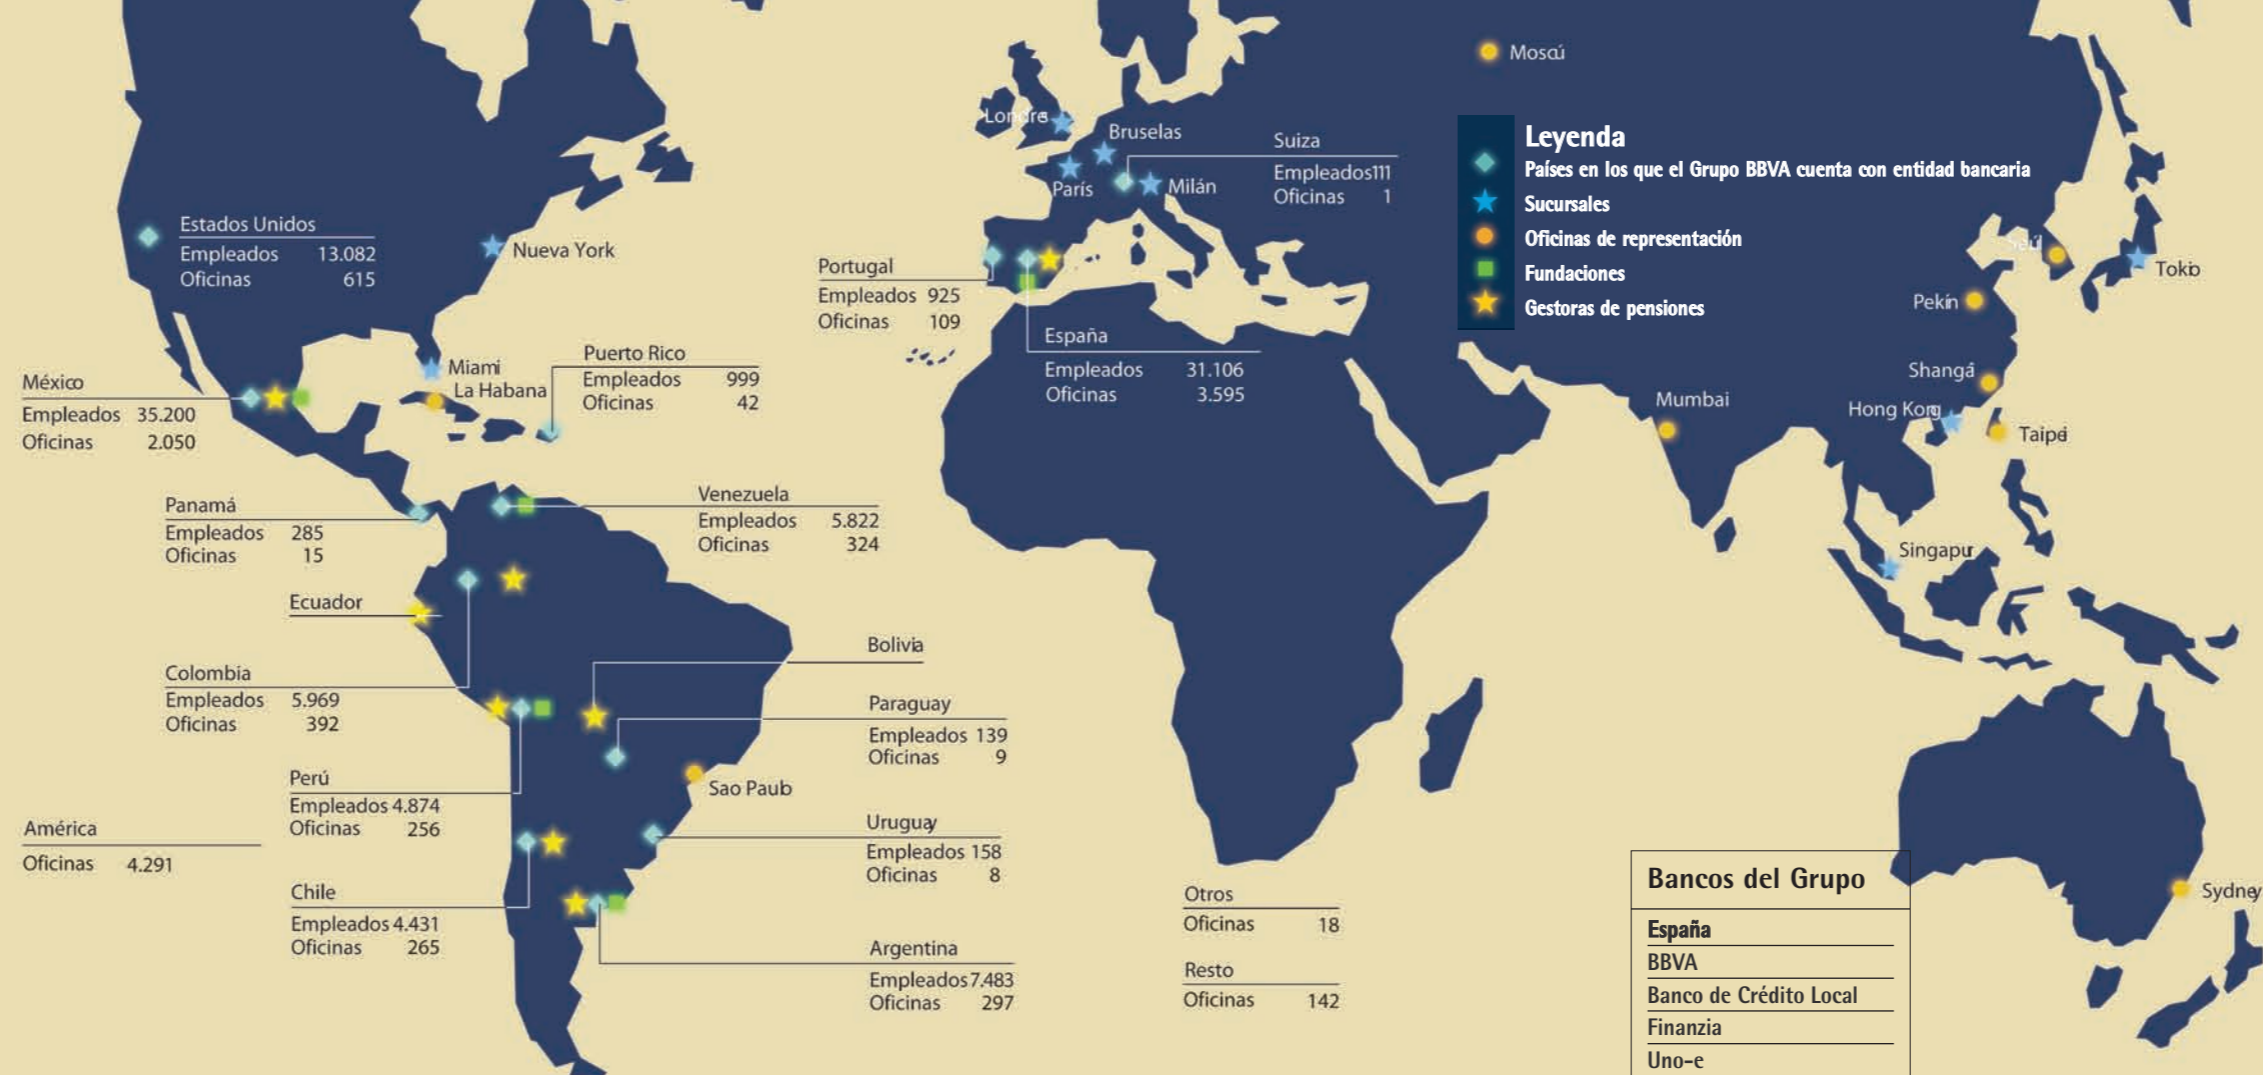 Moscú
Londres
Bruselas
París
Milán
Suiza
Empleados 111
Oficinas 1
Leyenda
Países en los que el Grupo BBVA cuenta con entidad bancaria
Sucursales
Oficinas de representación
Fundaciones
Gestoras de pensiones
Estados Unidos
Empleados 13.082
Oficinas 615
Nueva York
Portugal
Empleados 925
Oficinas 109
España
Empleados 31.106
Oficinas 3.595
Seúl
Tokio
Pekín
Shangái
Hong Kong
Taipéi
Mumbai
Singapur
Miami
La Habana
Puerto Rico
Empleados 999
Oficinas 42
México
Empleados 35.200
Oficinas 2.050
Panamá
Empleados 285
Oficinas 15
Venezuela
Empleados 5.822
Oficinas 324
Ecuador
Colombia
Empleados 5.969
Oficinas 392
Bolivia
Paraguay
Empleados 139
Oficinas 9
Perú
Empleados 4.874
Oficinas 256
Sao Paulo
América
Oficinas 4.291
Uruguay
Empleados 158
Oficinas 8
Chile
Empleados 4.431
Oficinas 265
Argentina
Empleados 7.483
Oficinas 297
Otros
Oficinas 18
Resto
Oficinas 142
Sydney
Bancos del Grupo
España
BBVA
Banco de Crédito Local
Finanzia
Uno-e